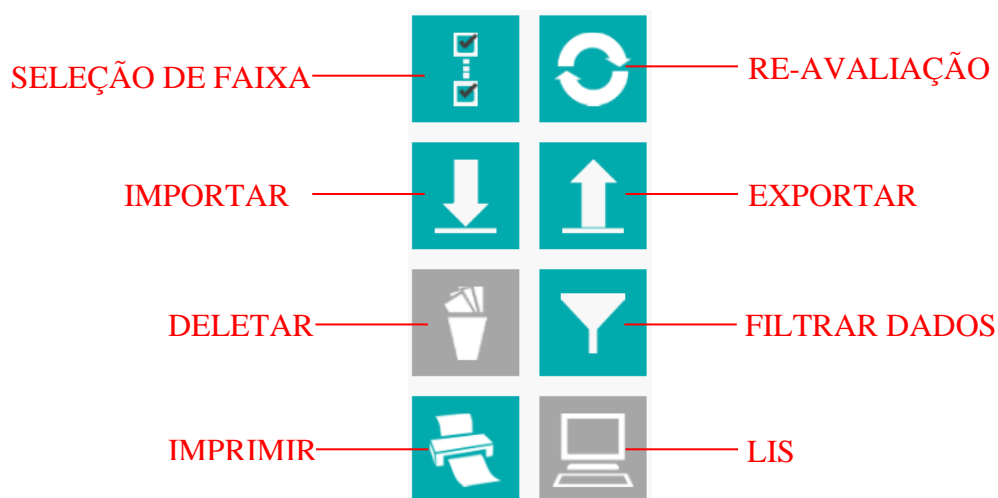 SELEÇÃO DE FAIXA
RE-AVALIAÇÃO
IMPORTAR
EXPORTAR
DELETAR
FILTRAR DADOS
IMPRIMIR
LIS